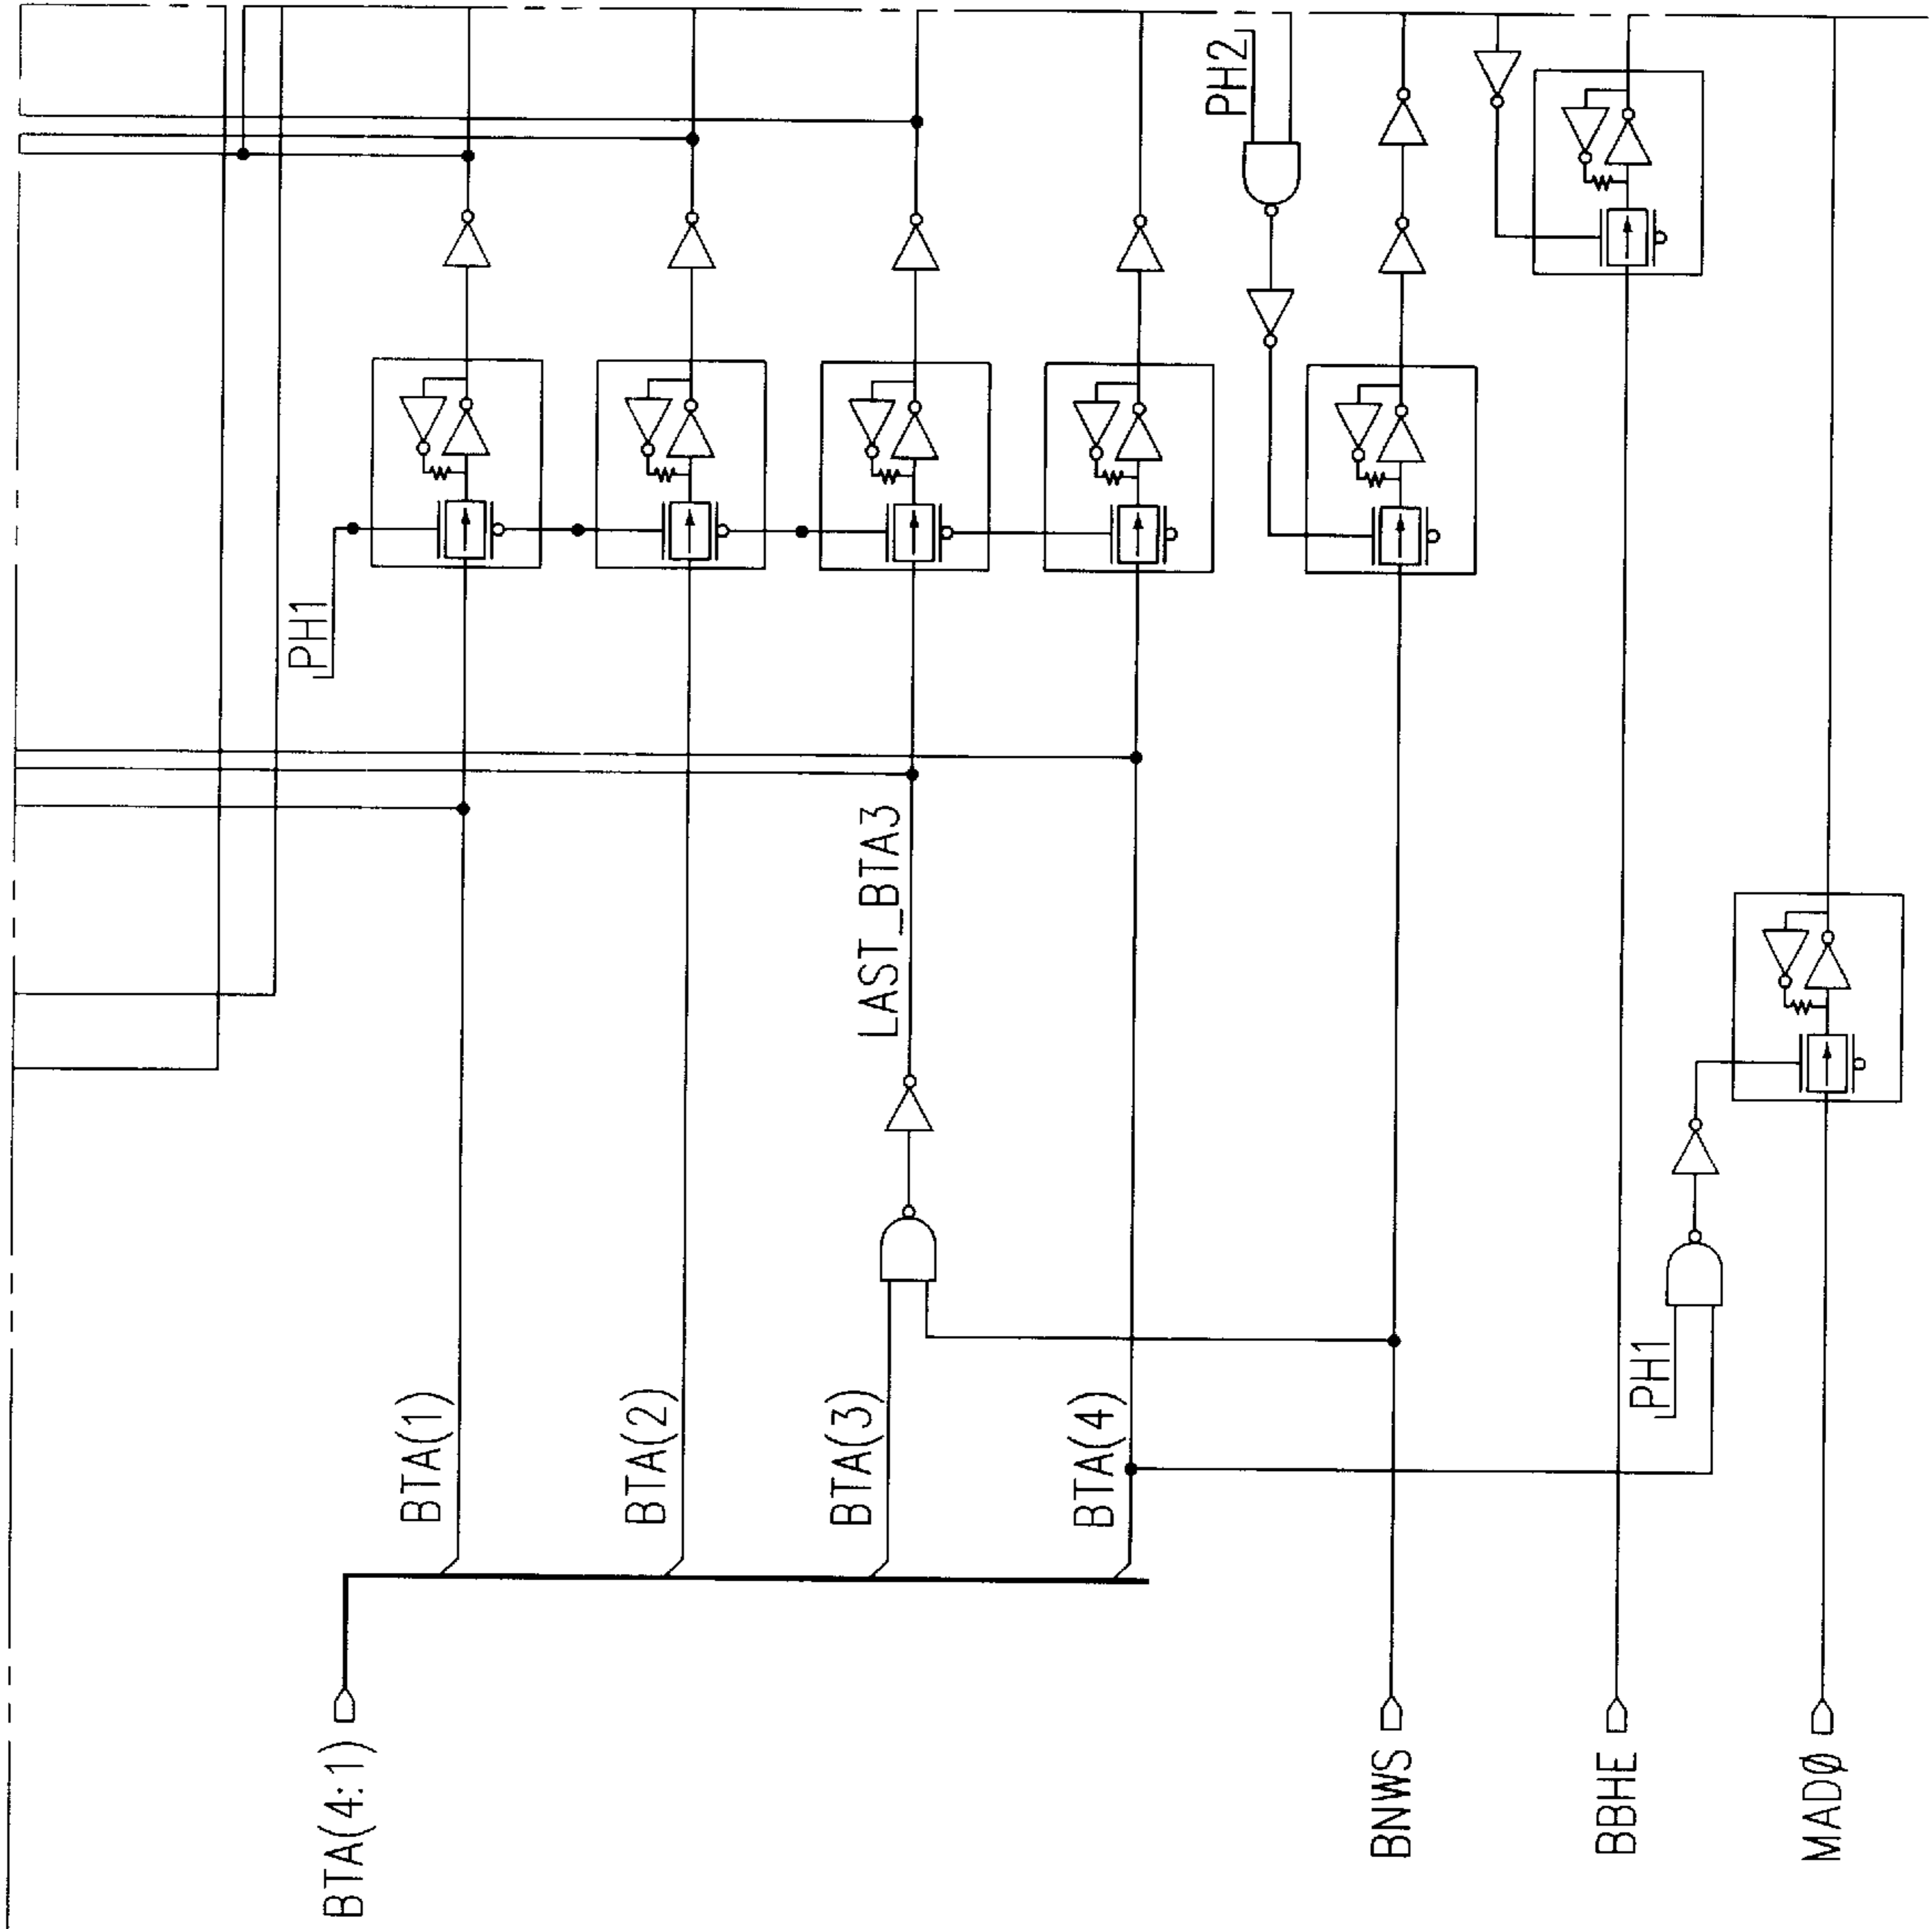 BTA(4:1)
BTA(1)
PH1
BTA(2)
BTA(3)
LAST_BTA3
BTA(4)
PH2
BNWS
BBHE
PH1
MADØ